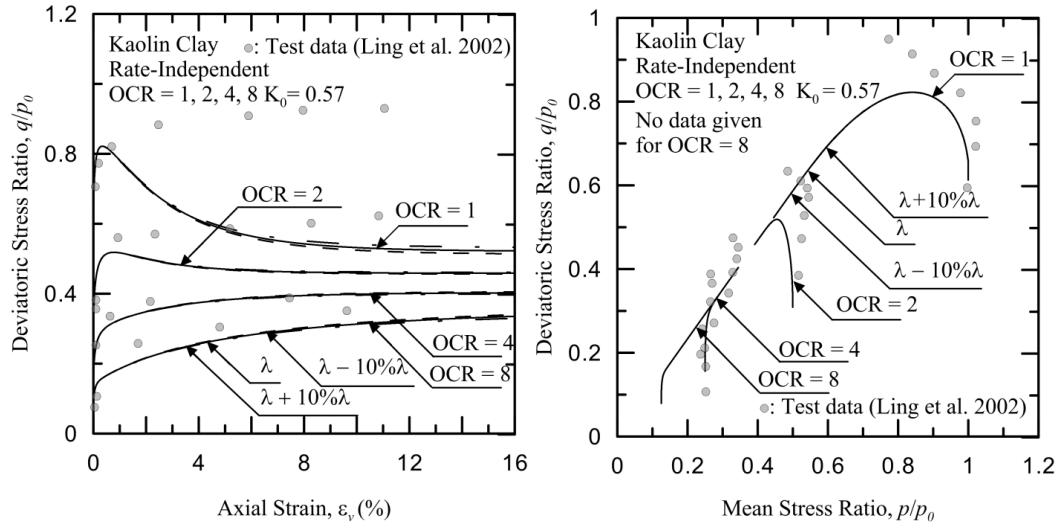 Kaolin Clay
: Test data (Ling et al. 2002)
Rate-Independent
OCR = 1, 2, 4, 8 K₀ = 0.57
1.2
0.8
0.4
0
Deviatoric Stress Ratio, q/p₀
OCR = 2
OCR = 1
OCR = 4
λ
λ – 10%λ
OCR = 8
λ + 10%λ
0
4
8
12
16
Axial Strain, εᵥ (%)
Kaolin Clay
Rate-Independent
OCR = 1, 2, 4, 8 K₀ = 0.57
No data given
for OCR = 8
1
0.8
0.6
0.4
0.2
0
Deviatoric Stress Ratio, q/p₀
OCR = 1
λ+10%λ
λ
λ – 10%λ
OCR = 2
OCR = 4
OCR = 8
: Test data (Ling et al. 2002)
0
0.2
0.4
0.6
0.8
1
1.2
Mean Stress Ratio, p/p₀